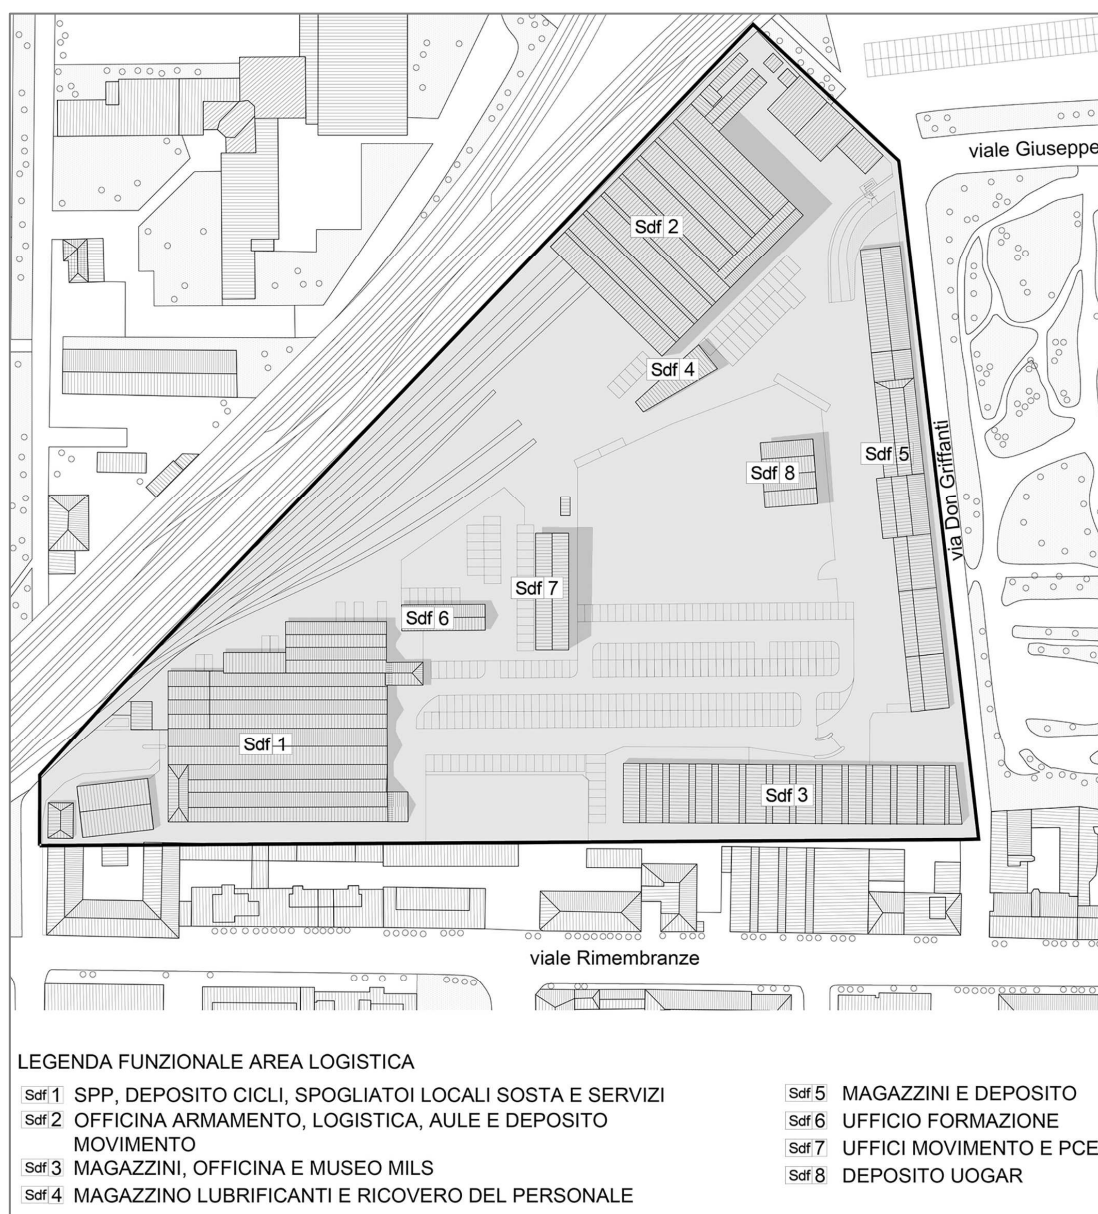 viale Giuseppe
Sdf 2
Sdf 4
Sdf 5
Sdf 8
via Don Griffanti
Sdf 7
Sdf 6
Sdf 1
Sdf 3
viale Rimembranze
LEGENDA FUNZIONALE AREA LOGISTICA
Sdf 1 SPP, DEPOSITO CICLI, SPOGLIATOI LOCALI SOSTA E SERVIZI
Sdf 2 OFFICINA ARMAMENTO, LOGISTICA, AULE E DEPOSITO
MOVIMENTO
Sdf 3 MAGAZZINI, OFFICINA E MUSEO MILS
Sdf 4 MAGAZZINO LUBRIFICANTI E RICOVERO DEL PERSONALE
Sdf 5 MAGAZZINI E DEPOSITO
Sdf 6 UFFICIO FORMAZIONE
Sdf 7 UFFICI MOVIMENTO E PCE
Sdf 8 DEPOSITO UOGAR